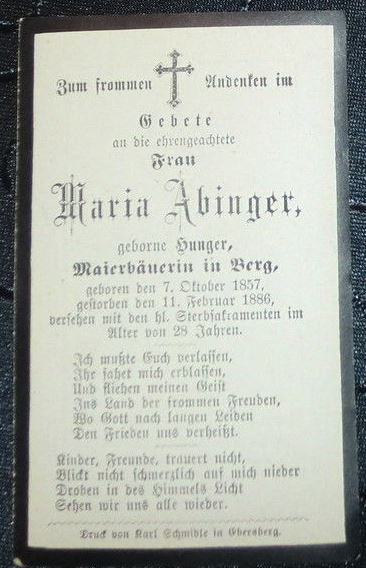 Zum frommen Andenken im
Gebete
an die ehrengeachtete
Frau
Maria Abinger,
geborne Hunger,
Maierbäuerin in Berg,
geboren den 7. Oktober 1857,
gestorben den 11. Februar 1886,
versehen mit den hl. Sterbsakramenten im
Alter von 28 Jahren.
Ich mußte Euch verlassen,
Ihr sahet mich erblassen,
Und fliehen meinen Geist
Ins Land der frommen Freuden,
Wo Gott nach langen Leiden
Den Frieden uns verheißt.
Kinder, Freunde, trauert nicht,
Blickt nicht schmerzlich auf mich nieder
Droben in des Himmels Licht
Sehen wir uns alle wieder.
Druck von Karl Schmidle in Ebersberg.